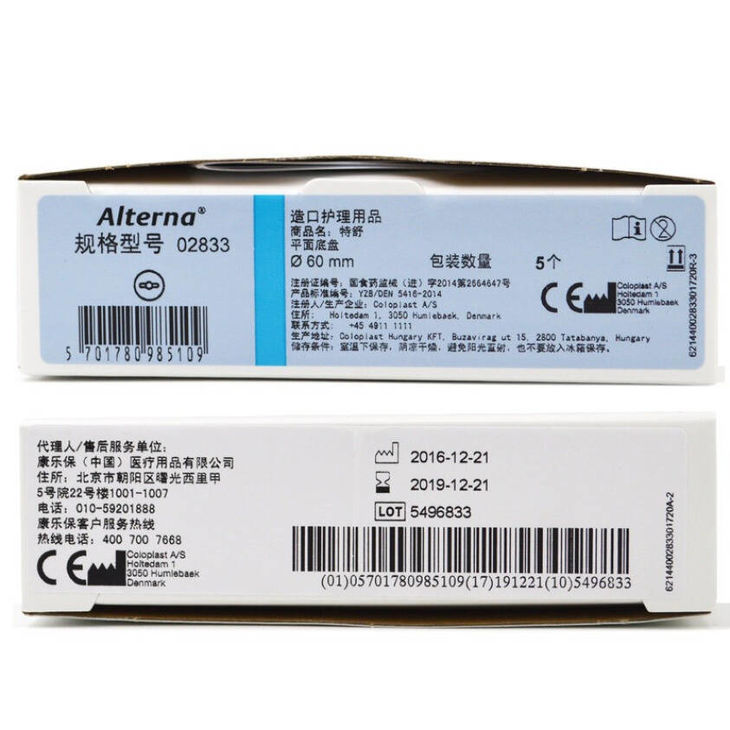 Alterna®
规格型号 02833
5 701780 985109
造口护理用品
商品名：特舒
平面底盘
Ø 60 mm 包装数量 5个
注册证编号：国食药监械（进）字2014第2664647号
产品标准编号：YZB/DEN 5416-2014
注册人/生产企业：Coloplast A/S
住所： Holtedam 1, 3050 Humlebaek, Denmark
联系方式： +45 4911 1111
生产地址：Coloplast Hungary KFT, Buzavirag ut 15, 2800 Tatabanya, Hungary
储存条件：室温下保存，阴凉干燥，避免阳光直射，也不要放入冰箱保存。
CE
Coloplast A/S
Holtedam 1
3050 Humlebaek
Denmark
6214400283301720R-3
代理人/售后服务单位：
康乐保（中国）医疗用品有限公司
住所：北京市朝阳区曙光西里甲
5号院22号楼1001-1007
电话：010-59201888
康乐保客户服务热线
热线电话：400 700 7668
CE
Coloplast A/S
Holtedam 1
3050 Humlebaek
Denmark
2016-12-21
2019-12-21
LOT 5496833
(01)05701780985109(17)191221(10)5496833
6214400283301720A-2